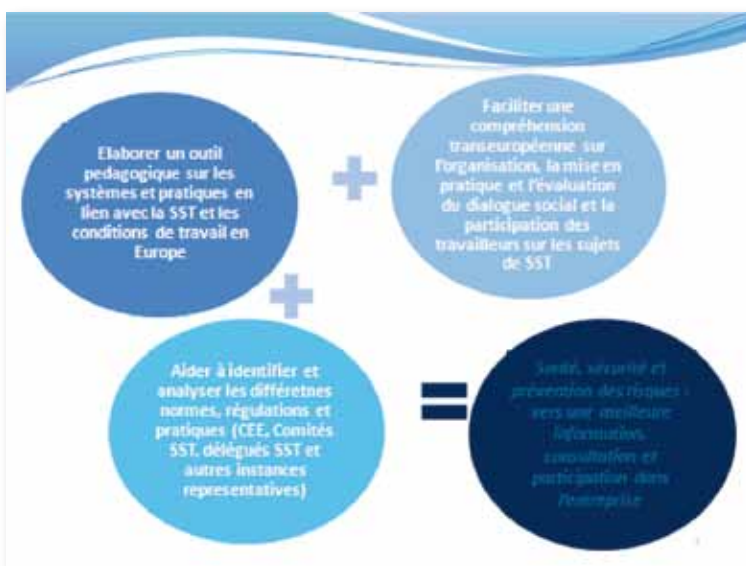 Elaborer un outil
pedagogique sur les
systèmes et pratiques en
lien avec la SST et les
conditions de travail en
Europe
Faciliter une
compréhension
transeuropéenne sur
l'organisation, la mise en
pratique et l'évaluation
du dialogue social et la
participation des
travailleurs sur les sujets
de SST
Aider à identifier et
analyser les différetnes
normes, régulations et
pratiques (CEE, Comités
SST, délégués SST et
autres instances
representatives)
Santé, sécurité et
prévention des risques :
vers une meilleure
information,
consultation et
participation dans
l'entreprise